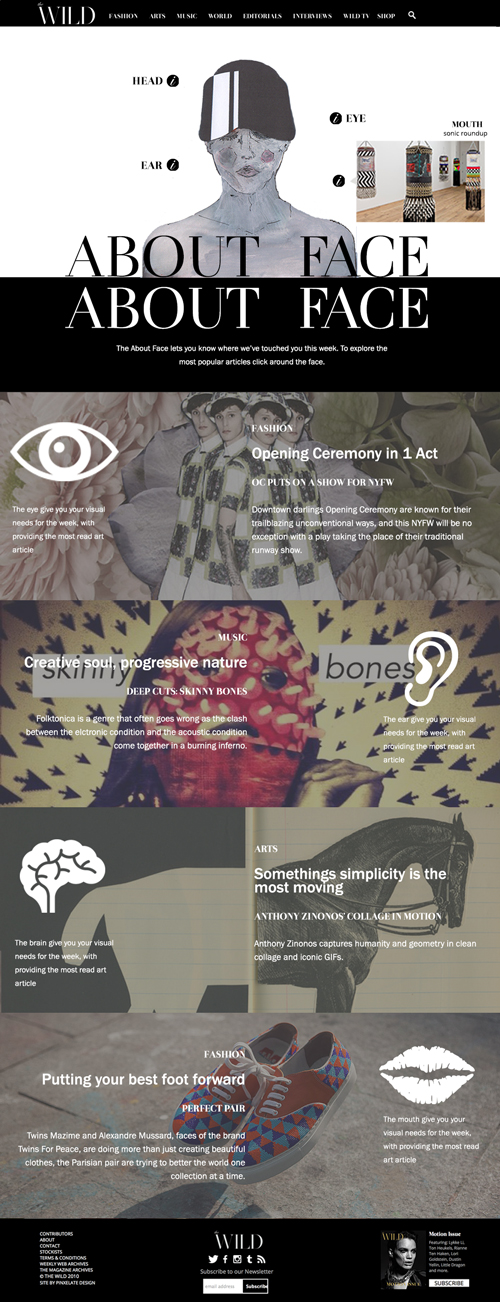 the WILD
FASHION ARTS MUSIC WORLD EDITORIALS INTERVIEWS WILD TV SHOP
HEAD i
i EYE
MOUTH
sonic roundup
EAR i
i
ABOUT FACE
ABOUT FACE
The About Face lets you know where we've touched you this week. To explore the
most popular articles click around the face.
FASHION
Opening Ceremony in 1 Act
OC PUTS ON A SHOW FOR NYFW
The eye give you your visual
needs for the week, with
providing the most read art
article
Downtown darlings Opening Ceremony are known for their
trailblazing unconventional ways, and this NYFW will be no
exception with a play taking the place of their traditional
runway show.
MUSIC
Creative soul, progressive nature
skinny bones
DEEP CUTS: SKINNY BONES
Folktonica is a genre that often goes wrong as the clash
between the elctronic condition and the acoustic condition
come together in a burning inferno.
The ear give you your visual
needs for the week, with
providing the most read art
article
ARTS
Somethings simplicity is the
most moving
ANTHONY ZINONOS' COLLAGE IN MOTION
The brain give you your visual
needs for the week, with
providing the most read art
article
Anthony Zinonos captures humanity and geometry in clean
collage and iconic GIFs.
FASHION
Putting your best foot forward
PERFECT PAIR
Twins Mazime and Alexandre Mussard, faces of the brand
Twins For Peace, are doing more than just creating beautiful
clothes, the Parisian pair are trying to better the world one
collection at a time.
The mouth give you your
visual needs for the week,
with providing the most read
art article
CONTRIBUTORS
ABOUT
CONTACT
STOCKISTS
TERMS & CONDITIONS
WEEKLY WEB ARCHIVES
THE MAGAZINE ARCHIVES
© THE WILD 2010
SITE BY PINXELATE DESIGN
the WILD
Subscribe to our Newsletter
email address Subscribe
WILD
Motion Issue
Featuring: Lykke Li,
Ton Heukels, Rianne
Ten Haken, Lori
Goldstein, Dustin
Yellin, Little Dragon
and more.
SUBSCRIBE